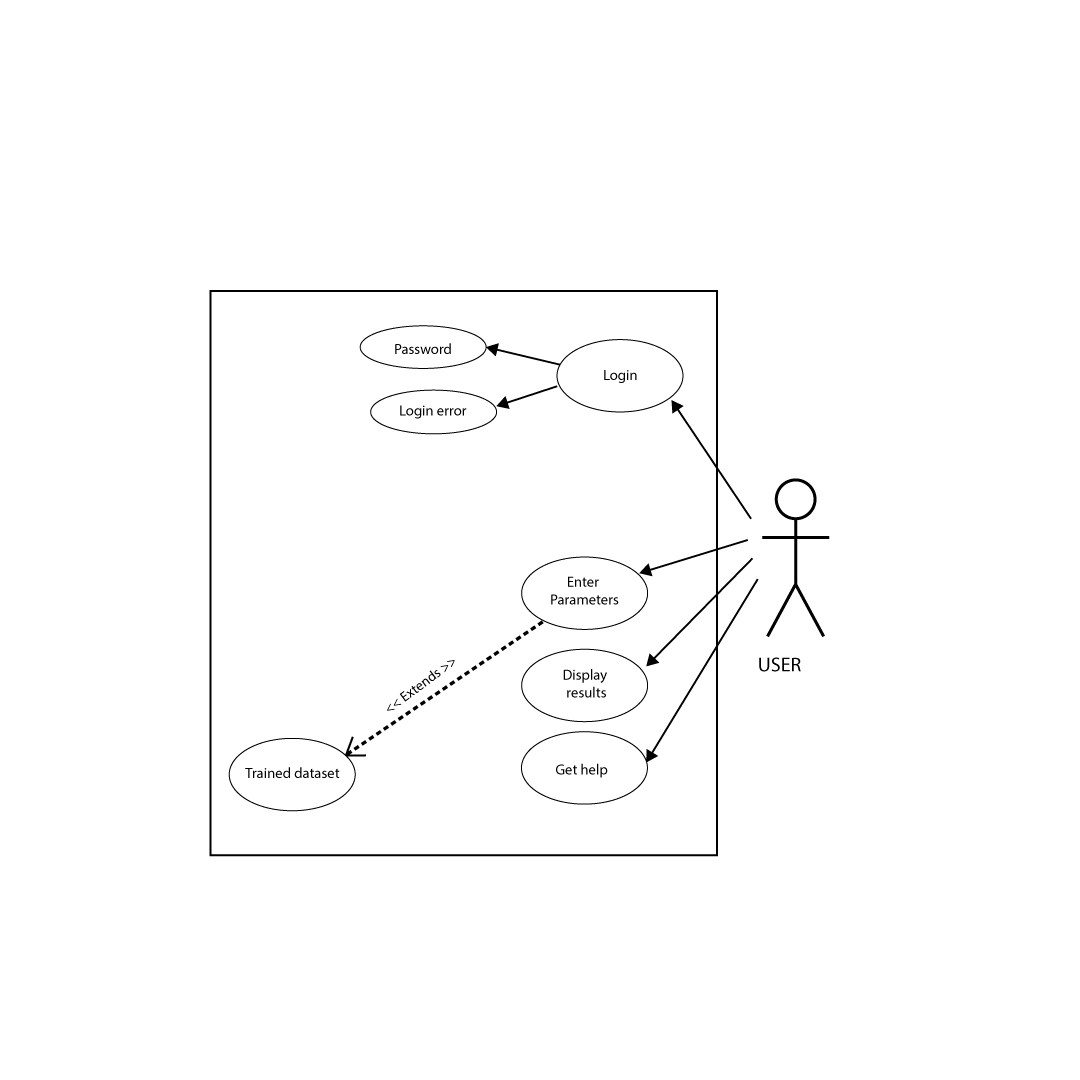 Password
Login
Login error
Enter
Parameters
<< Extends >>
USER
Display
results
Trained dataset
Get help